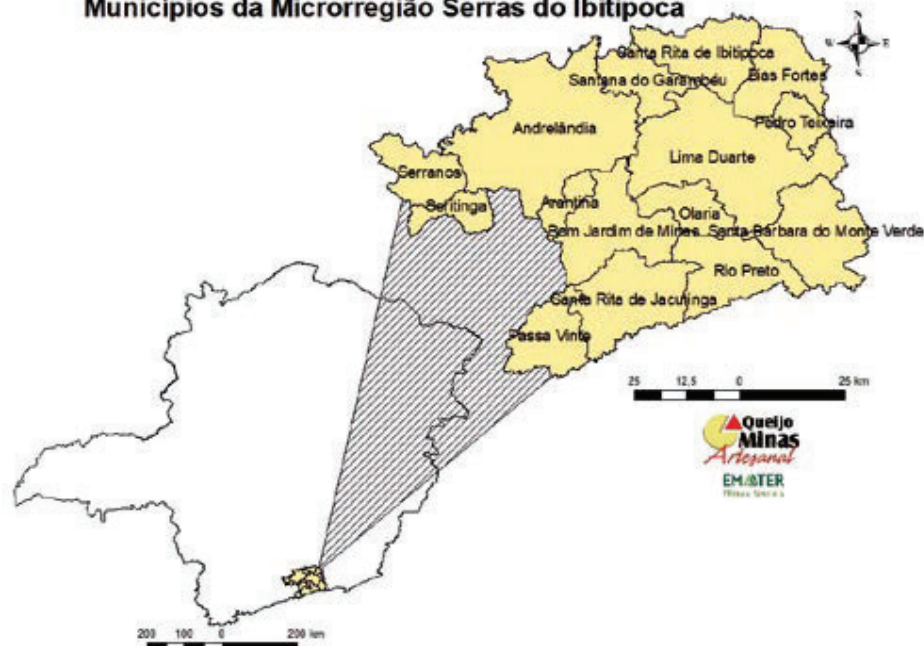 Municípios da Microrregião Serras do Ibitipoca
N
W E
S
Santa Rita de Ibitipoca
Santana do Garambéu
Bias Fortes
Pedro Teixeira
Andrelândia
Lima Duarte
Serranos
Seritinga
Arantina
Olaria
Bom Jardim de Minas
Santa Bárbara do Monte Verde
Rio Preto
Santa Rita de Jacutinga
Passa Vinte
25 12,5 0 25 km
Queijo
Minas
Artesanal
EMATER
Minas Gerais
200 100 0 200 km